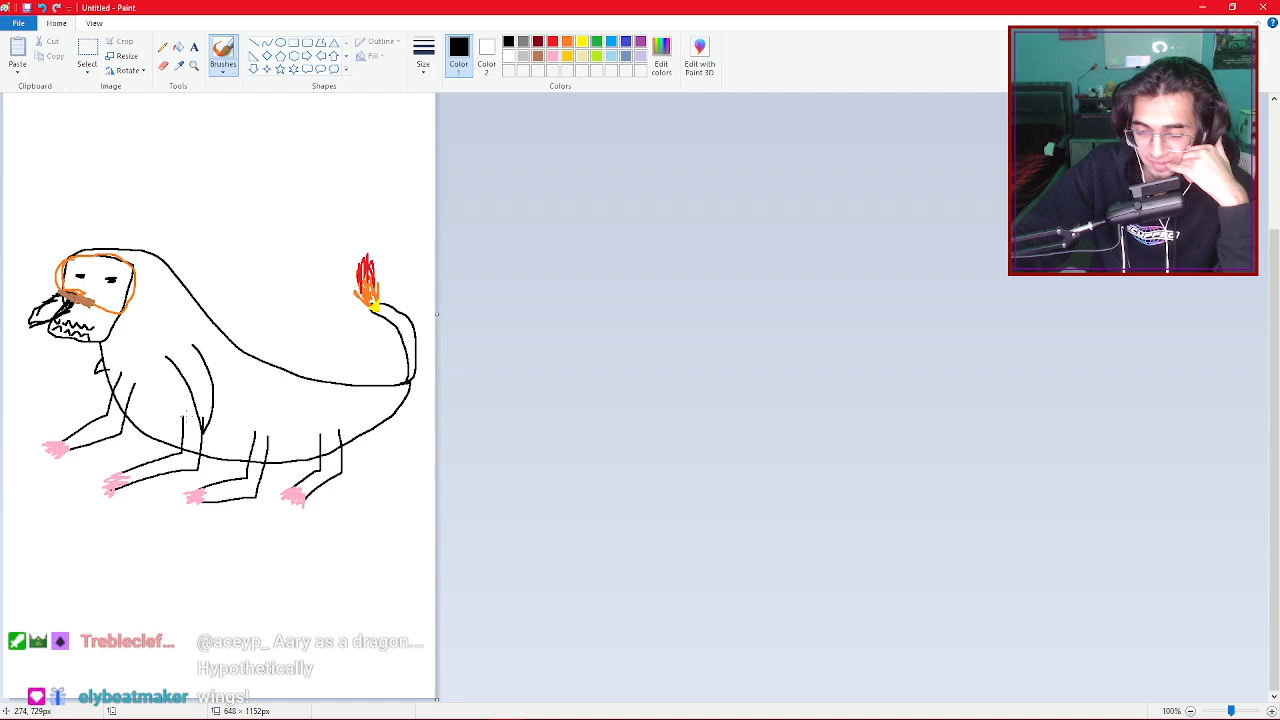 Untitled - Paint
File
Home
View
Paste
Cut
Copy
Clipboard
Select
Crop
Resize
Rotate
Image
A
Tools
Brushes
Outline
Fill
Shapes
Size
Color
1
Color
2
Edit
colors
Colors
Edit with
Paint 3D
Trebleclef... @aceyp_ Aary as a dragon...
Hypothetically
elybeatmaker wings!
274, 729px
648 × 1152px
100%